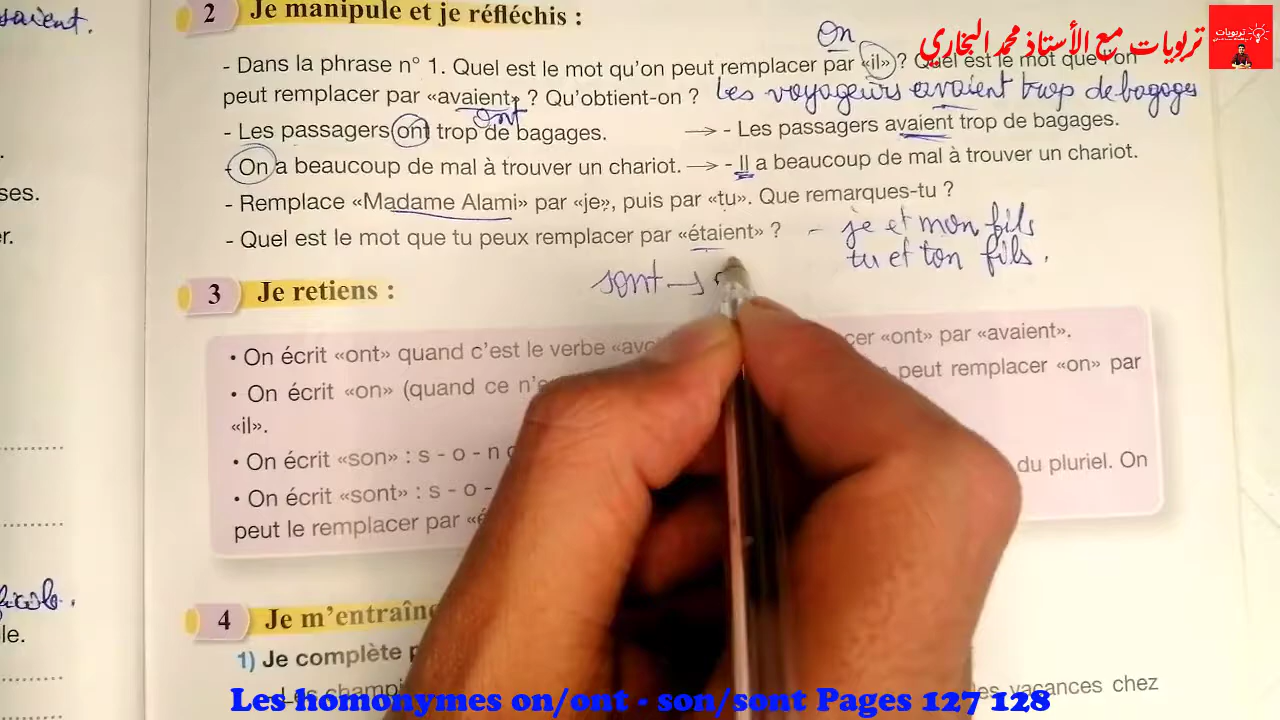 saient.
2 Je manipule et je réfléchis :
تربويات مع الأستاذ محمد البخاري
تربويات
on
- Dans la phrase n° 1. Quel est le mot qu'on peut remplacer par «il» ? Quel est le mot que l'on
peut remplacer par «avaient» ? Qu'obtient-on ? Les voyageurs avaient trop de bagages
ont
- Les passagers ont trop de bagages. → - Les passagers avaient trop de bagages.
- On a beaucoup de mal à trouver un chariot. → - Il a beaucoup de mal à trouver un chariot.
ses.
- Remplace «Madame Alami» par «je», puis par «tu». Que remarques-tu ?
r.
- Quel est le mot que tu peux remplacer par «étaient» ? - je et mon fils
tu et ton fils.
sont →
3 Je retiens :
• On écrit «ont» quand c'est le verbe «avo cer «ont» par «avaient».
• On écrit «on» (quand ce n'e peut remplacer «on» par
«il».
• On écrit «son» : s - o - n
• On écrit «sont» : s - o - du pluriel. On
peut le remplacer par «é
le.
4 Je m'entraîn
1) Je complète p
- Les champi les vacances chez
Les homonymes on/ont - son/sont Pages 127 128